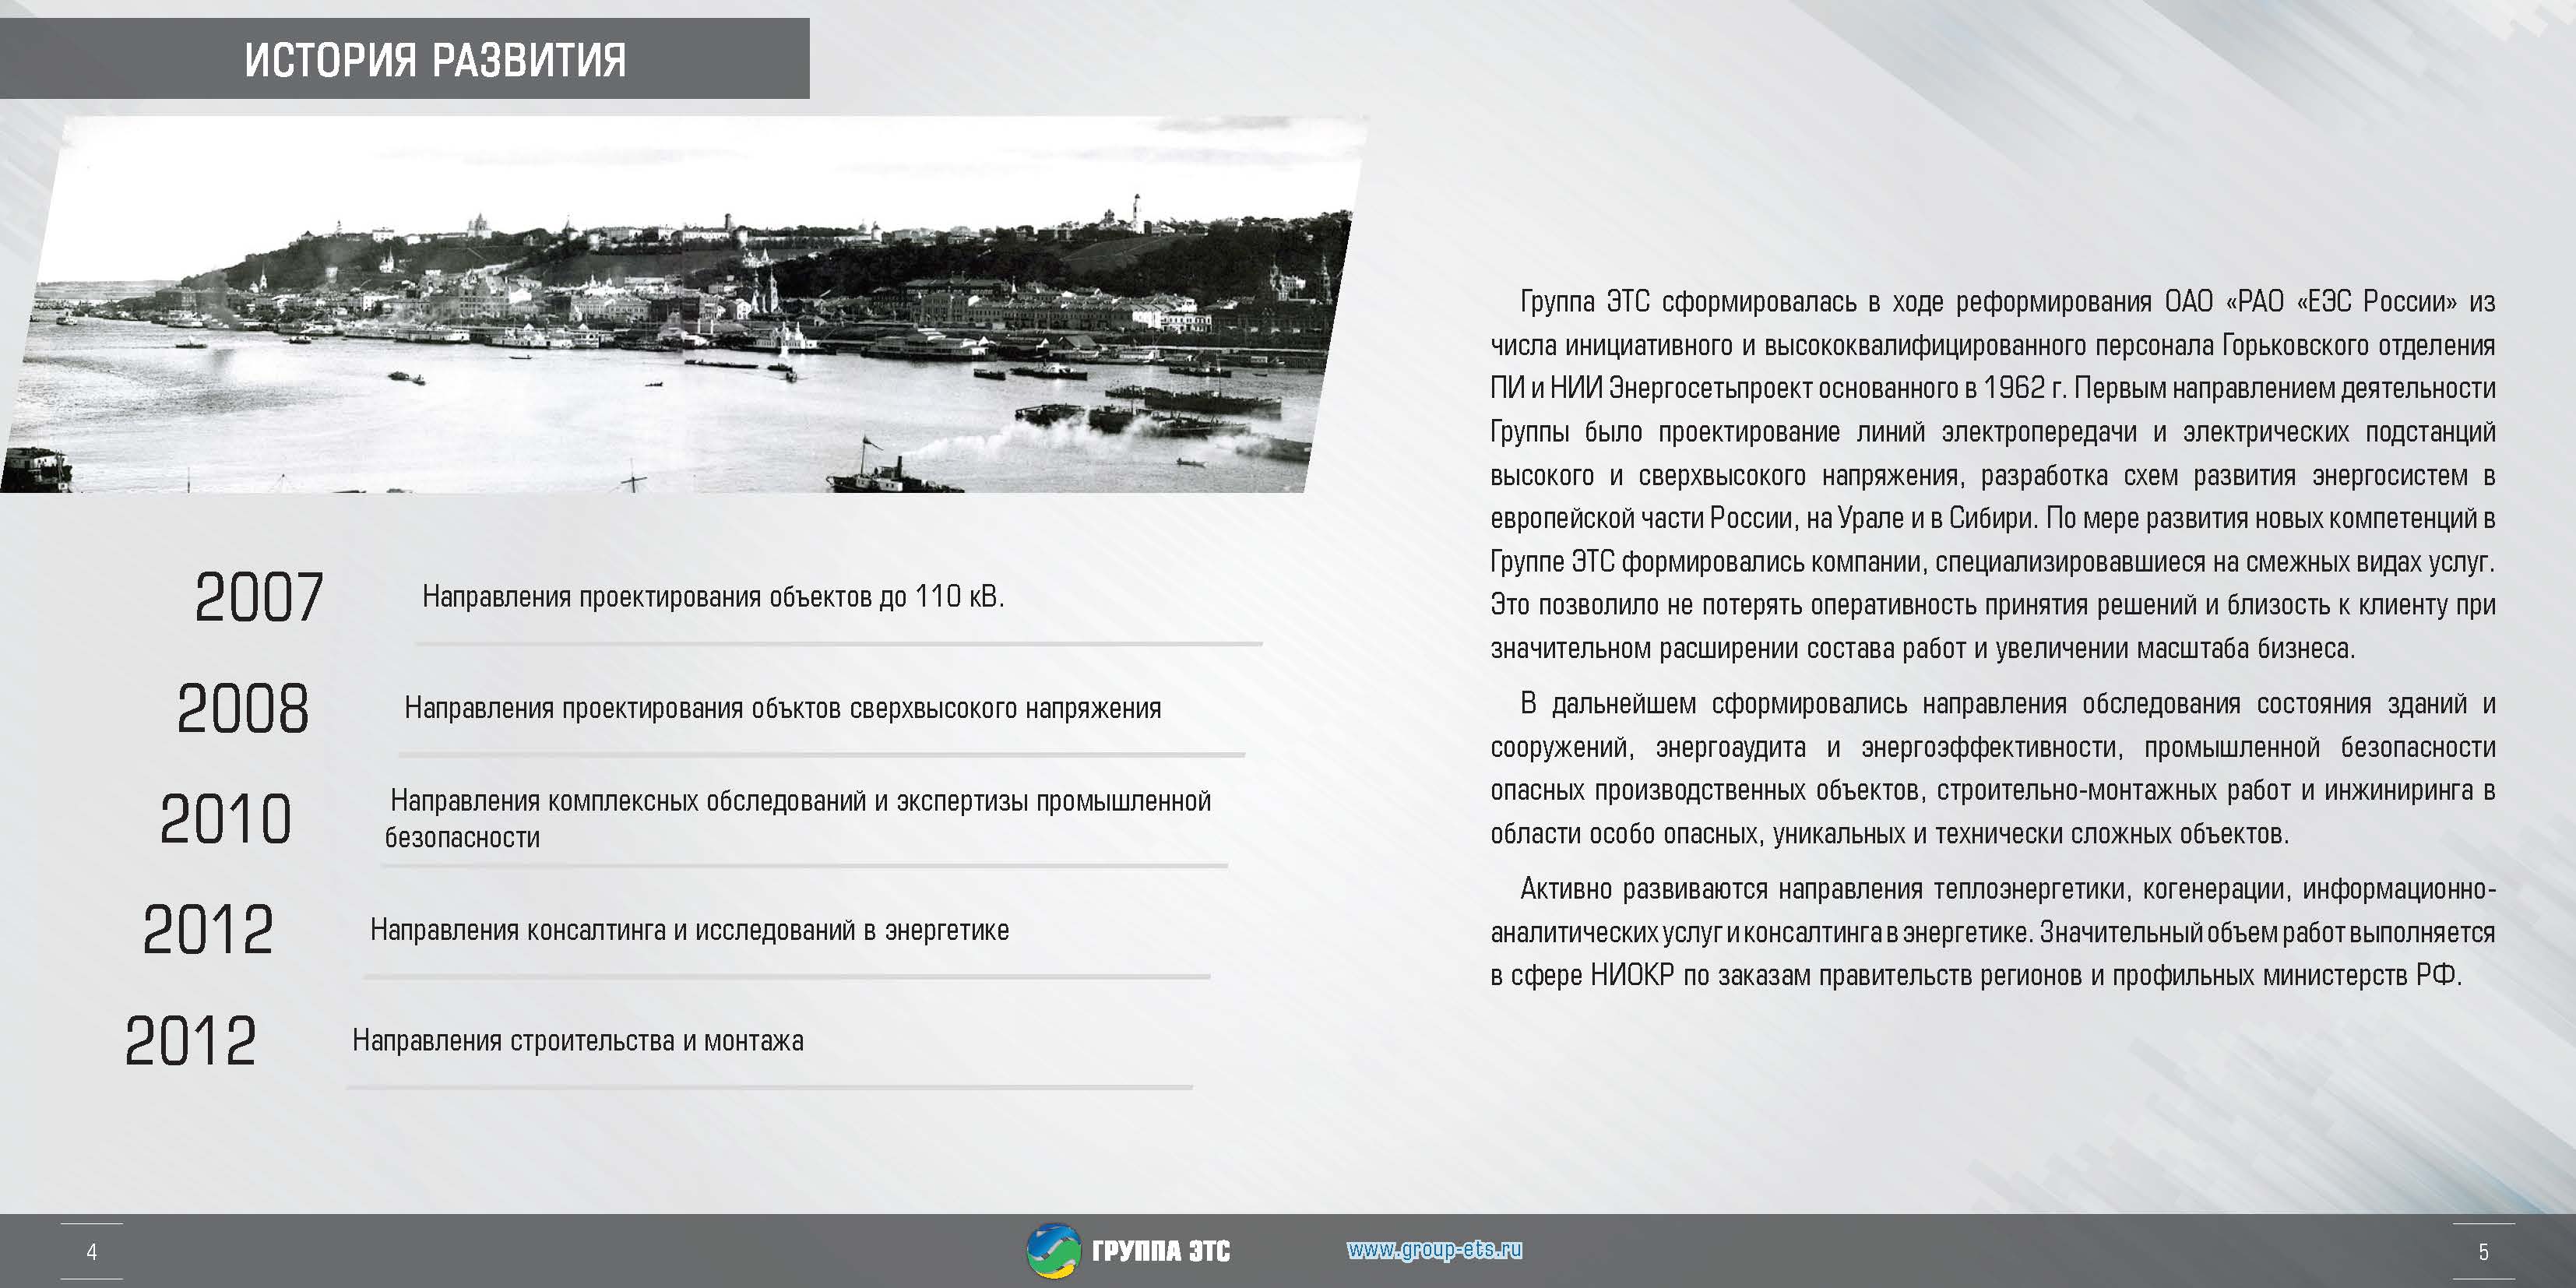 ИСТОРИЯ РАЗВИТИЯ
2007
Направления проектирования объектов до 110 кВ.
2008
Направления проектирования объктов сверхвысокого напряжения
2010
Направления комплексных обследований и экспертизы промышленной
безопасности
2012
Направления консалтинга и исследований в энергетике
2012
Направления строительства и монтажа
Группа ЭТС сформировалась в ходе реформирования ОАО «РАО «ЕЭС России» из
числа инициативного и высококвалифицированного персонала Горьковского отделения
ПИ и НИИ Энергосетьпроект основанного в 1962 г. Первым направлением деятельности
Группы было проектирование линий электропередачи и электрических подстанций
высокого и сверхвысокого напряжения, разработка схем развития энергосистем в
европейской части России, на Урале и в Сибири. По мере развития новых компетенций в
Группе ЭТС формировались компании, специализировавшиеся на смежных видах услуг.
Это позволило не потерять оперативность принятия решений и близость к клиенту при
значительном расширении состава работ и увеличении масштаба бизнеса.
В дальнейшем сформировались направления обследования состояния зданий и
сооружений, энергоаудита и энергоэффективности, промышленной безопасности
опасных производственных объектов, строительно-монтажных работ и инжиниринга в
области особо опасных, уникальных и технически сложных объектов.
Активно развиваются направления теплоэнергетики, когенерации, информационно-
аналитических услуг и консалтинга в энергетике. Значительный объем работ выполняется
в сфере НИОКР по заказам правительств регионов и профильных министерств РФ.
4
ГРУППА ЭТС
www.group-ets.ru
5